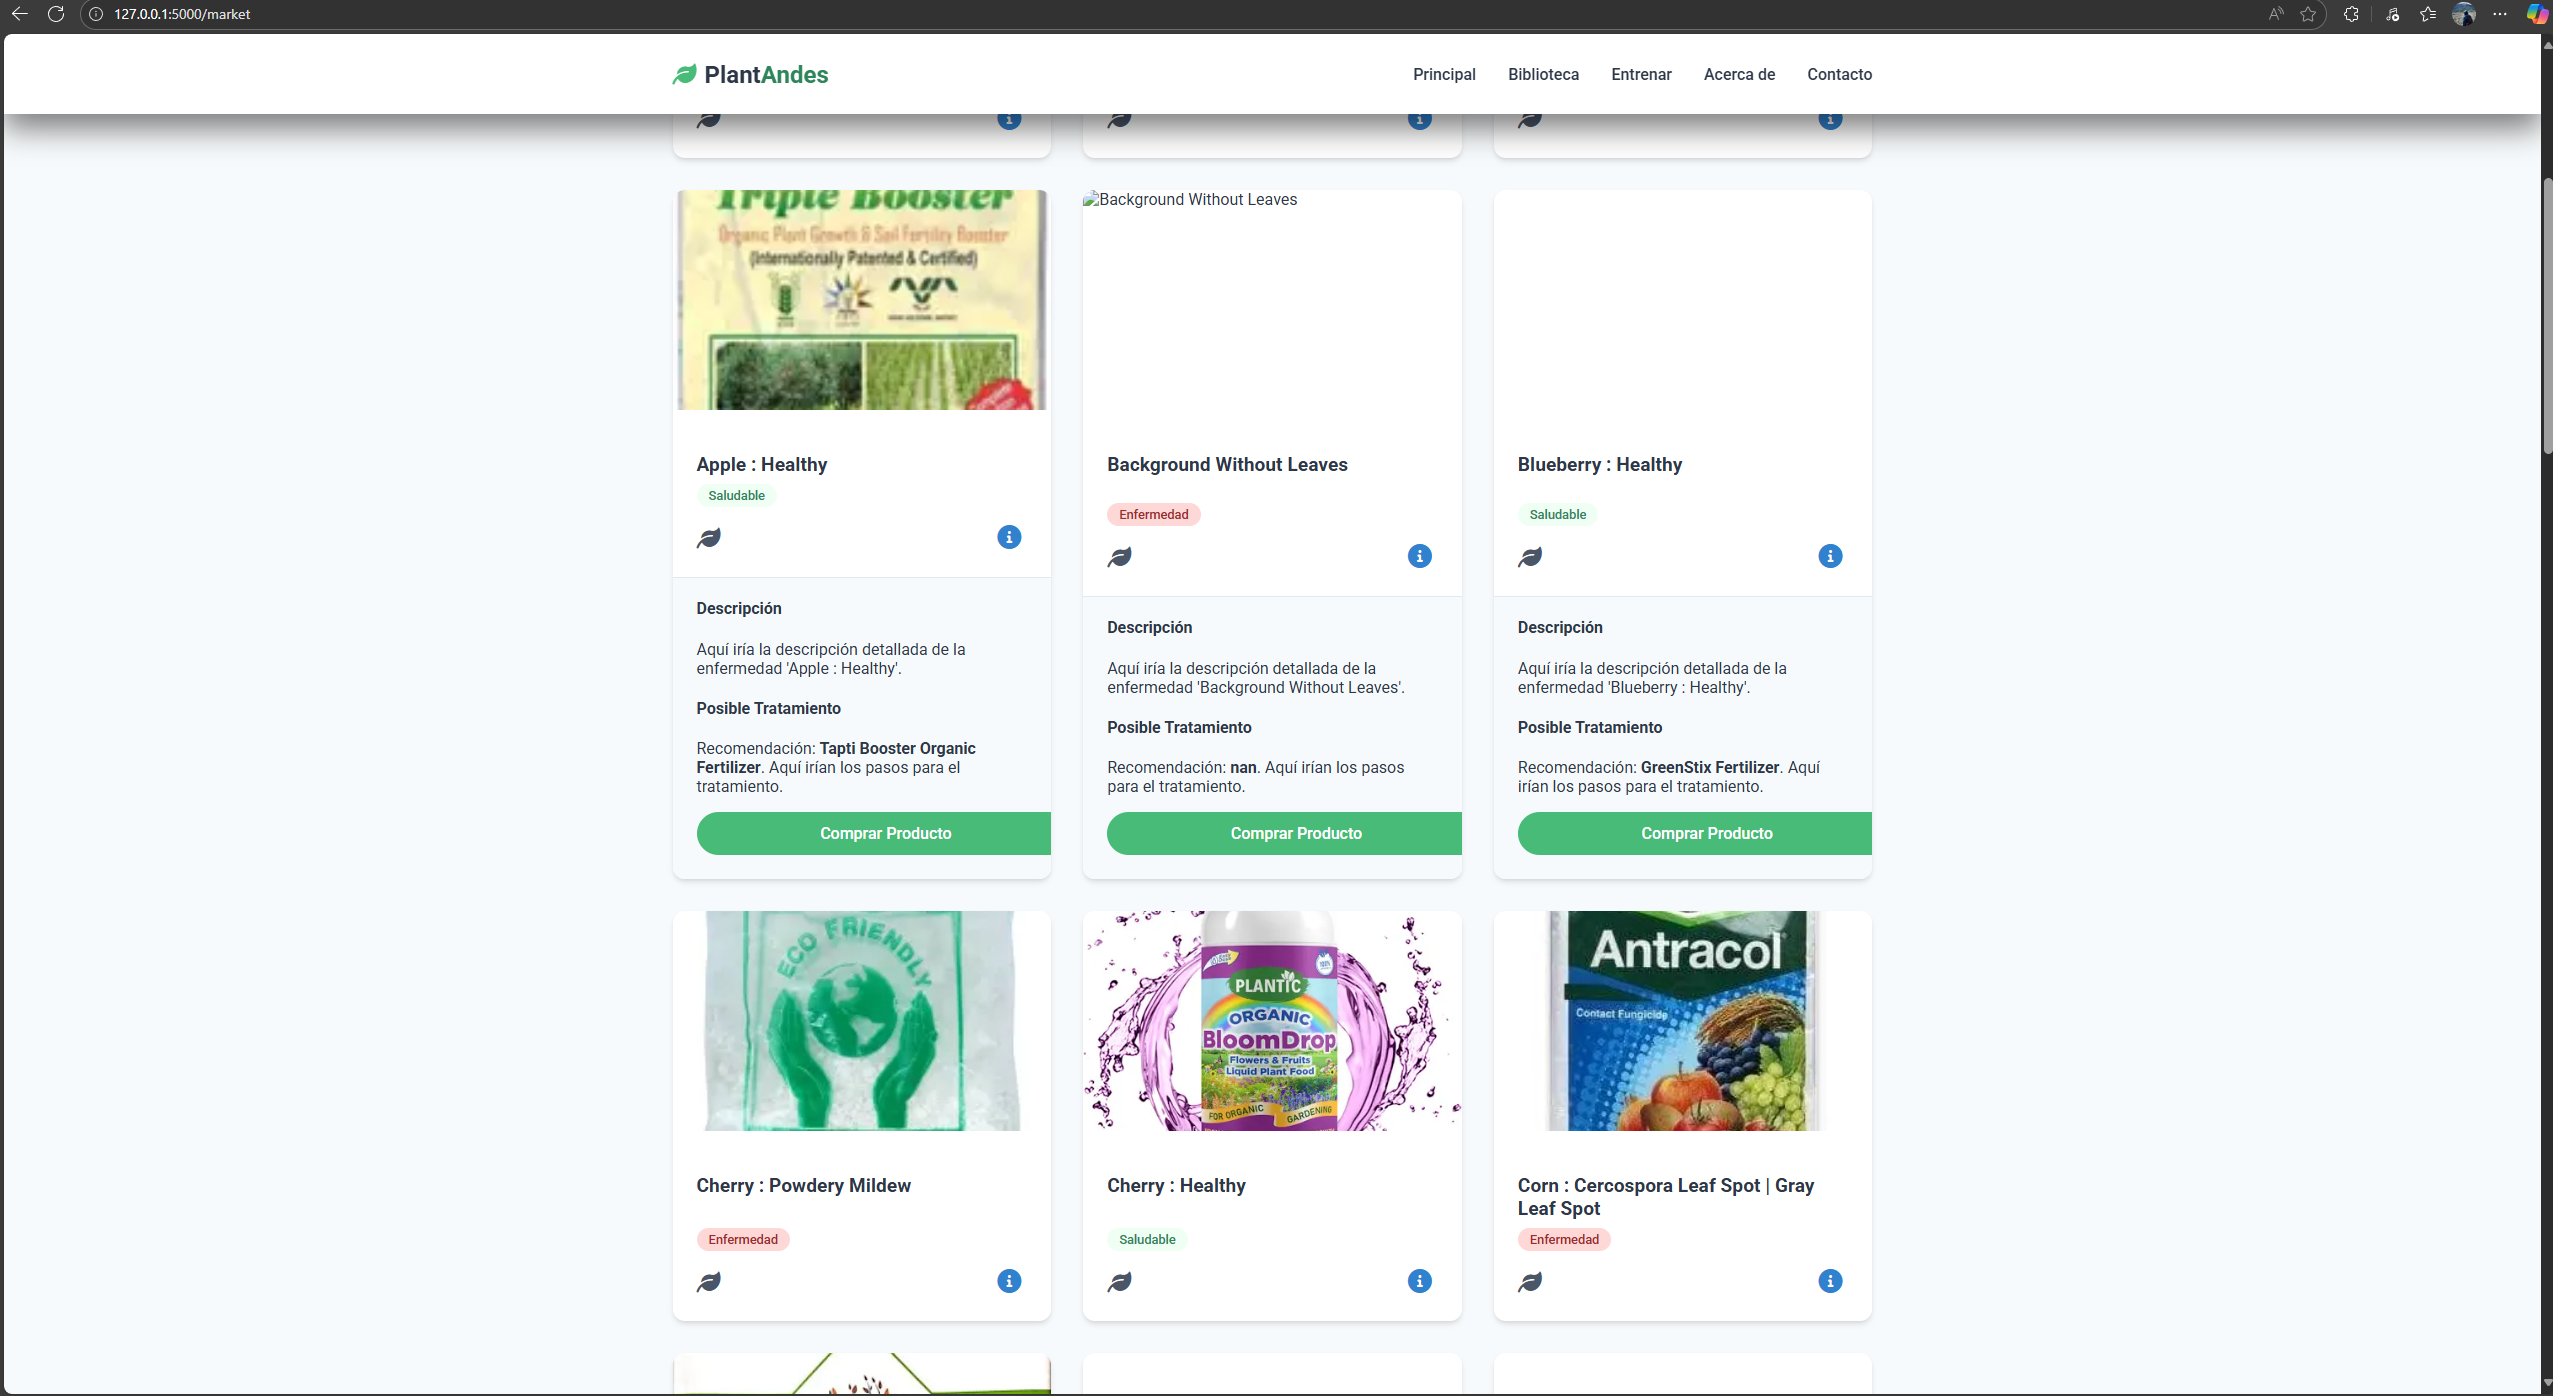 127.0.0.1:5000/market
PlantAndes
Principal
Biblioteca
Entrenar
Acerca de
Contacto
Triple Booster
Organic Plant Growth & Soil Fertility Booster
(Internationally Patented & Certified)
Apple : Healthy
Saludable
Descripción
Aquí iría la descripción detallada de la
enfermedad 'Apple : Healthy'.
Posible Tratamiento
Recomendación: Tapti Booster Organic
Fertilizer. Aquí irían los pasos para el
tratamiento.
Comprar Producto
Background Without Leaves
Background Without Leaves
Enfermedad
Descripción
Aquí iría la descripción detallada de la
enfermedad 'Background Without Leaves'.
Posible Tratamiento
Recomendación: nan. Aquí irían los pasos
para el tratamiento.
Comprar Producto
Blueberry : Healthy
Saludable
Descripción
Aquí iría la descripción detallada de la
enfermedad 'Blueberry : Healthy'.
Posible Tratamiento
Recomendación: GreenStix Fertilizer. Aquí
irían los pasos para el tratamiento.
Comprar Producto
ECO FRIENDLY
Cherry : Powdery Mildew
Enfermedad
PLANTIC
ORGANIC
BloomDrop
Flowers & Fruits
Liquid Plant Food
FOR ORGANIC GARDENING
Cherry : Healthy
Saludable
Antracol
Contact Fungicide
Corn : Cercospora Leaf Spot | Gray
Leaf Spot
Enfermedad